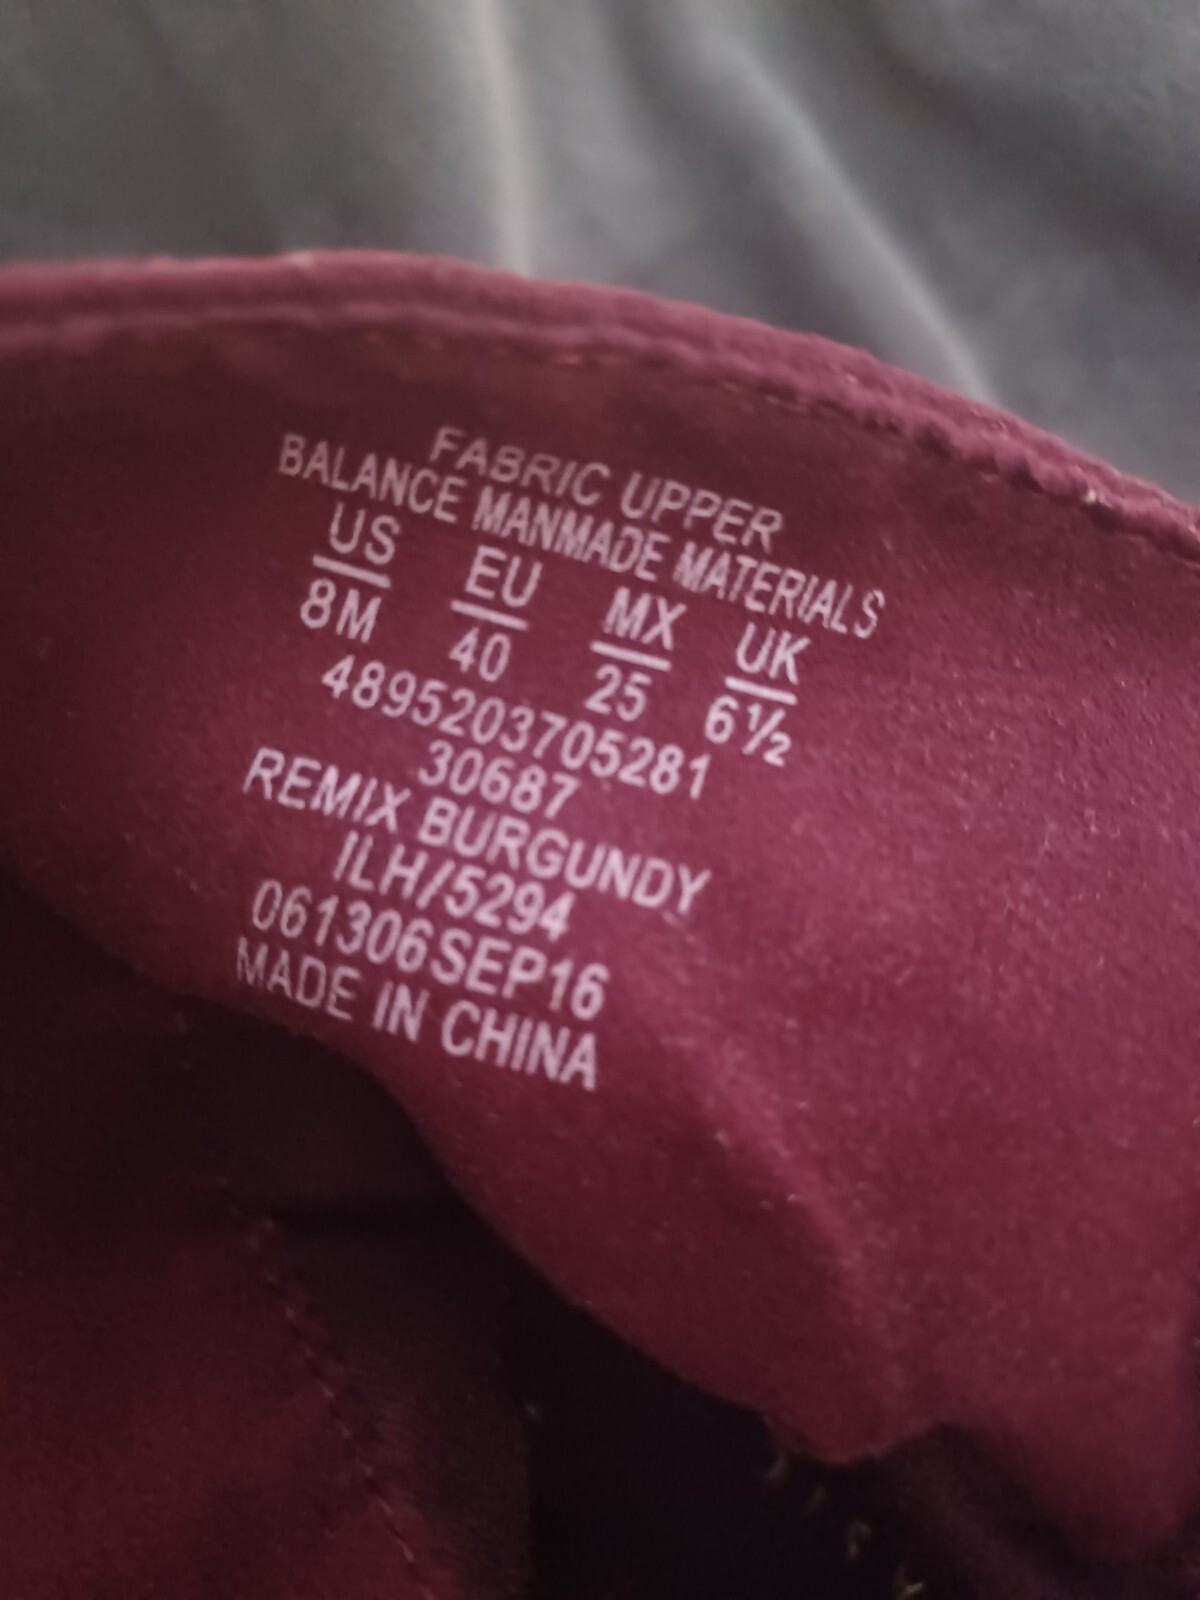 FABRIC UPPER
BALANCE MANMADE MATERIALS
US EU MX UK
8M 40 25 6½
4895203705281
30687
REMIX BURGUNDY
ILH/5294
061306SEP16
MADE IN CHINA